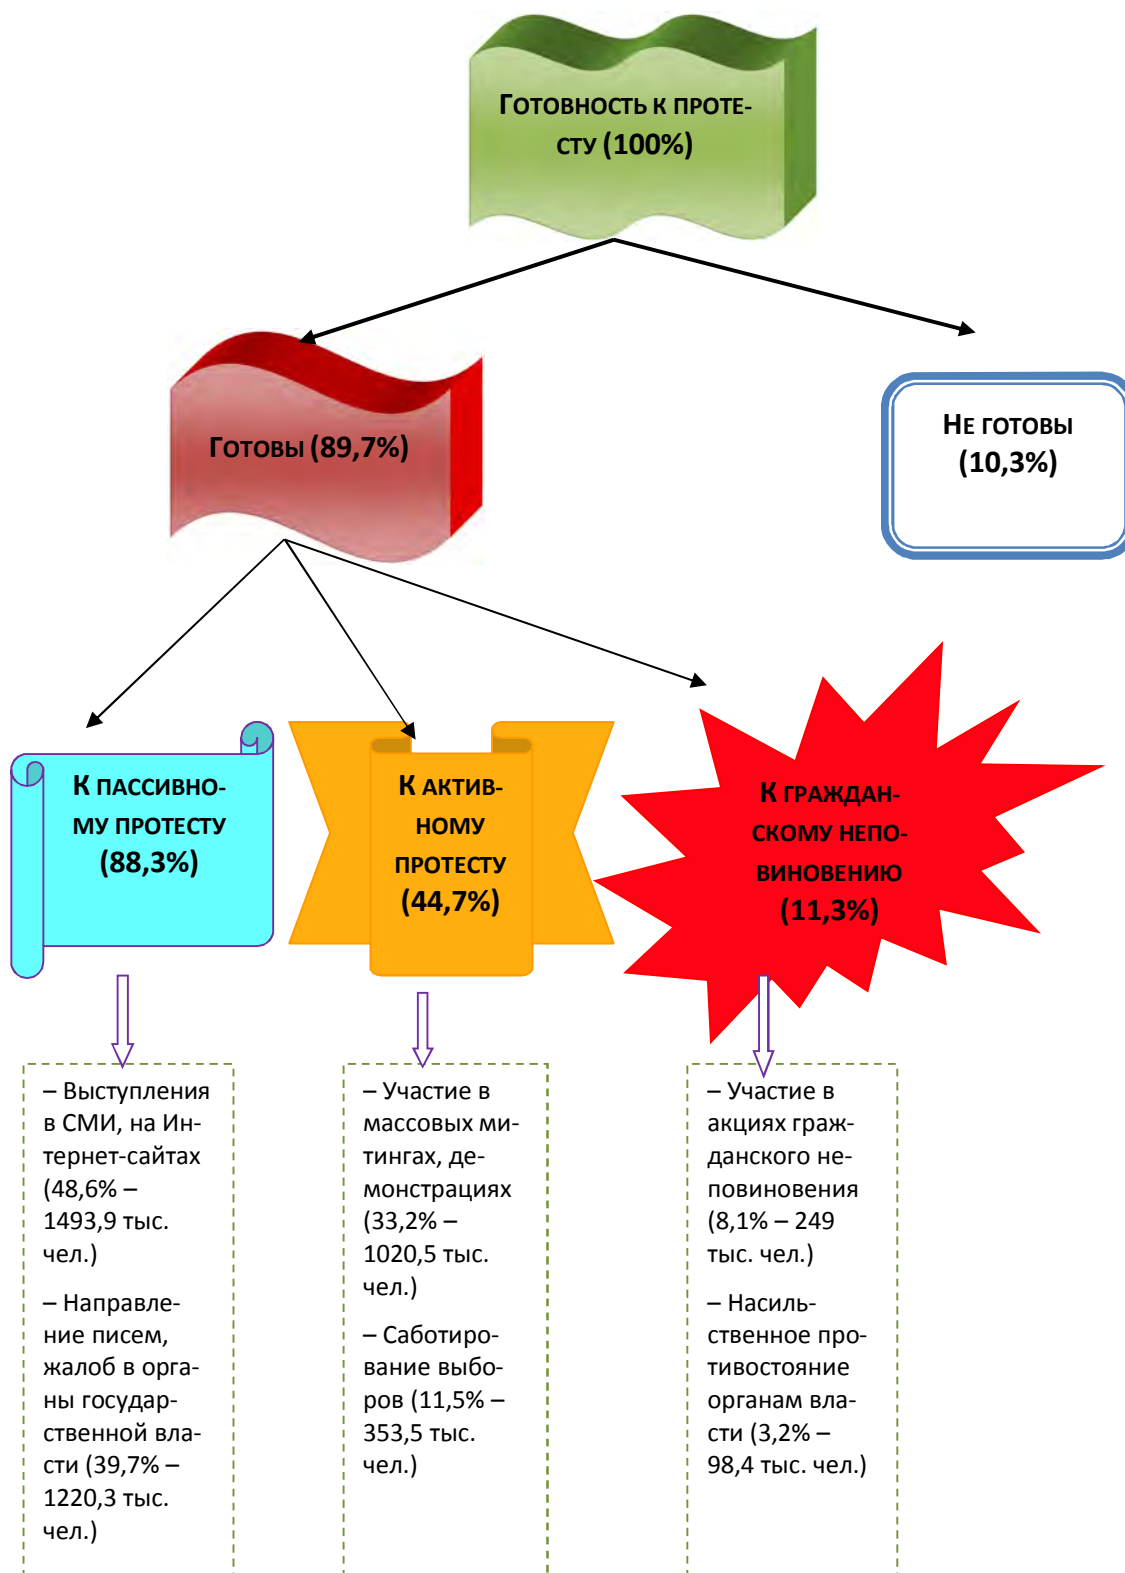 Готовность к проте-
сту (100%)
Готовы (89,7%)
Не готовы
(10,3%)
К пассивно-
му протесту
(88,3%)
К актив-
ному
протесту
(44,7%)
К граждан-
скому непо-
виновению
(11,3%)
– Выступления
в СМИ, на Ин-
тернет-сайтах
(48,6% –
1493,9 тыс.
чел.)
– Направле-
ние писем,
жалоб в орга-
ны государ-
ственной вла-
сти (39,7% –
1220,3 тыс.
чел.)
– Участие в
массовых ми-
тингах, де-
монстрациях
(33,2% –
1020,5 тыс.
чел.)
– Саботиро-
вание выбо-
ров (11,5% –
353,5 тыс.
чел.)
– Участие в
акциях граж-
данского не-
повиновения
(8,1% – 249
тыс. чел.)
– Насиль-
ственное про-
тивостояние
органам вла-
сти (3,2% –
98,4 тыс. чел.)